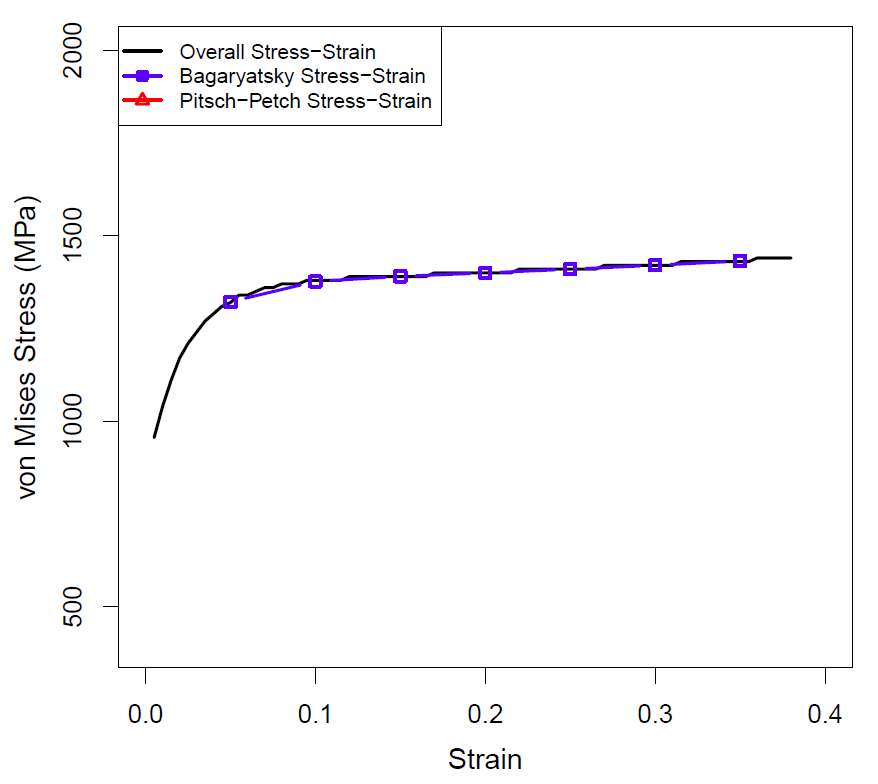 Overall Stress−Strain
Bagaryatsky Stress−Strain
Pitsch−Petch Stress−Strain
2000
1500
1000
500
von Mises Stress (MPa)
0.0 0.1 0.2 0.3 0.4
Strain